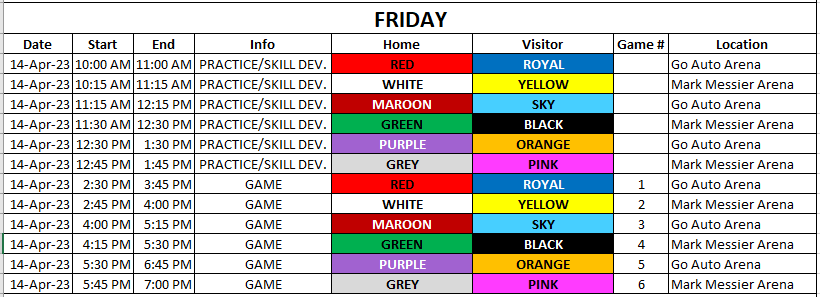 FRIDAY
Date Start End Info Home Visitor Game # Location
14-Apr-23 10:00 AM 11:00 AM PRACTICE/SKILL DEV. RED ROYAL Go Auto Arena
14-Apr-23 10:15 AM 11:15 AM PRACTICE/SKILL DEV. WHITE YELLOW Mark Messier Arena
14-Apr-23 11:15 AM 12:15 PM PRACTICE/SKILL DEV. MAROON SKY Go Auto Arena
14-Apr-23 11:30 AM 12:30 PM PRACTICE/SKILL DEV. GREEN BLACK Mark Messier Arena
14-Apr-23 12:30 PM 1:30 PM PRACTICE/SKILL DEV. PURPLE ORANGE Go Auto Arena
14-Apr-23 12:45 PM 1:45 PM PRACTICE/SKILL DEV. GREY PINK Mark Messier Arena
14-Apr-23 2:30 PM 3:45 PM GAME RED ROYAL 1 Go Auto Arena
14-Apr-23 2:45 PM 4:00 PM GAME WHITE YELLOW 2 Mark Messier Arena
14-Apr-23 4:00 PM 5:15 PM GAME MAROON SKY 3 Go Auto Arena
14-Apr-23 4:15 PM 5:30 PM GAME GREEN BLACK 4 Mark Messier Arena
14-Apr-23 5:30 PM 6:45 PM GAME PURPLE ORANGE 5 Go Auto Arena
14-Apr-23 5:45 PM 7:00 PM GAME GREY PINK 6 Mark Messier Arena